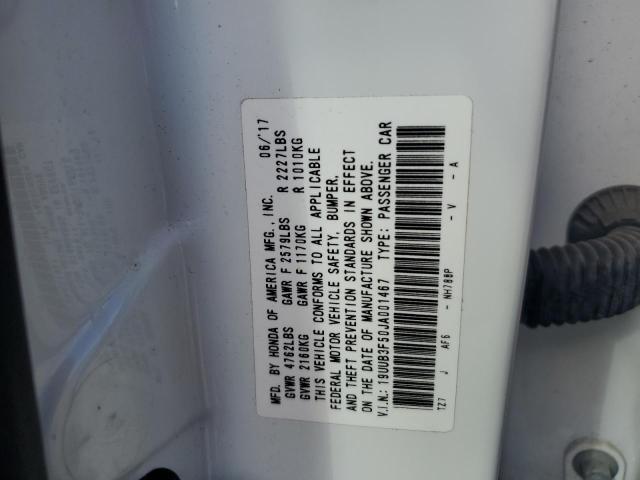 MFD. BY HONDA OF AMERICA MFG., INC. 06/'17
GVWR 4762LBS GAWR F 2579LBS R 2227LBS
GVWR 2160KG GAWR F 1170KG R 1010KG
THIS VEHICLE CONFORMS TO ALL APPLICABLE
FEDERAL MOTOR VEHICLE SAFETY, BUMPER,
AND THEFT PREVENTION STANDARDS IN EFFECT
ON THE DATE OF MANUFACTURE SHOWN ABOVE.
V.I.N.: 19UUB3F50JA001467 TYPE: PASSENGER CAR
TZ7 J AF6 - NH788P - V - A